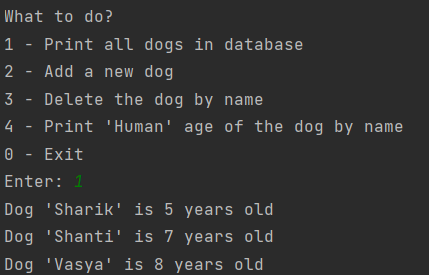 What to do?
1 - Print all dogs in database
2 - Add a new dog
3 - Delete the dog by name
4 - Print 'Human' age of the dog by name
0 - Exit
Enter: 1
Dog 'Sharik' is 5 years old
Dog 'Shanti' is 7 years old
Dog 'Vasya' is 8 years old